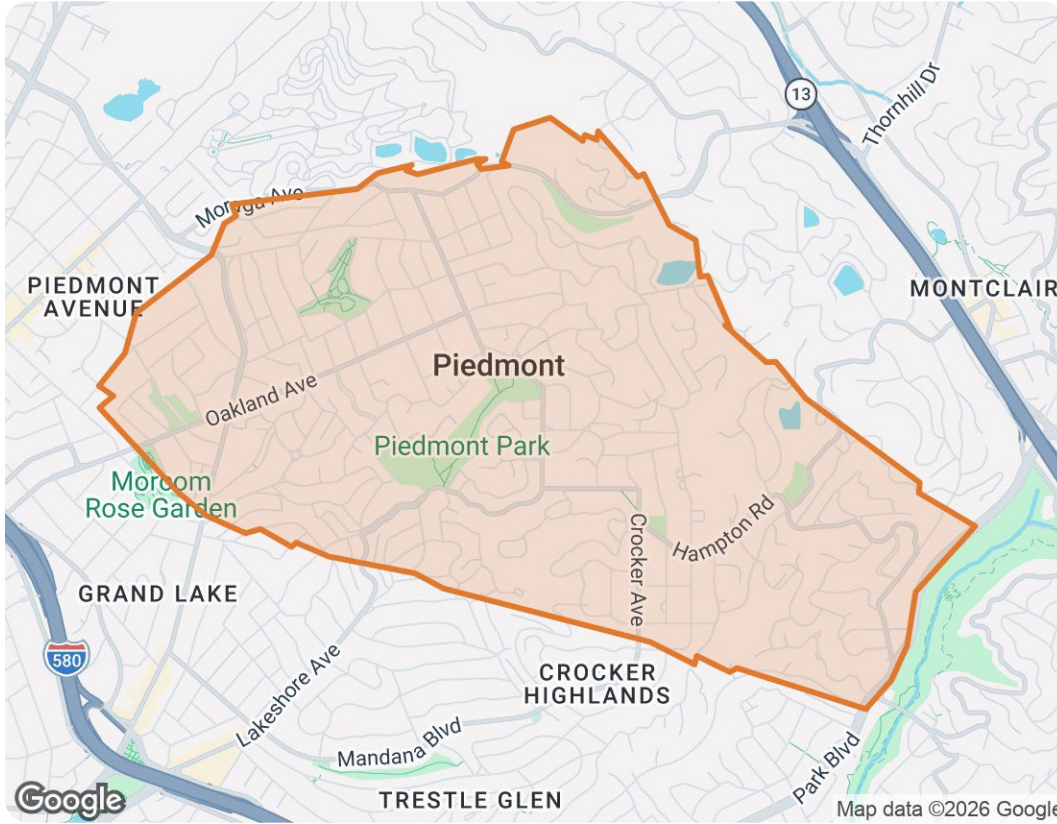 13
Thornhill Dr
Moraga Ave
PIEDMONT
AVENUE
MONTCLAIR
Piedmont
Oakland Ave
Piedmont Park
Morcom
Rose Garden
Crocker Ave
Hampton Rd
GRAND LAKE
580
Lakeshore Ave
CROCKER
HIGHLANDS
Mandana Blvd
Park Blvd
TRESTLE GLEN
Google
Map data ©2026 Google